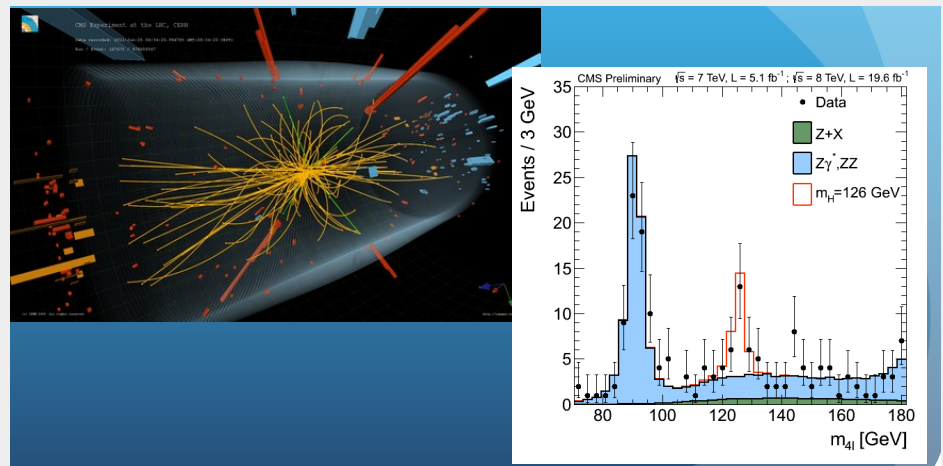 CMS Experiment at the LHC, CERN
CMS Preliminary √s = 7 TeV, L = 5.1 fb⁻¹ ; √s = 8 TeV, L = 19.6 fb⁻¹
Events / 3 GeV
35
30
25
20
15
10
5
0
Data
Z+X
Zγ*,ZZ
m_H=126 GeV
80 100 120 140 160 180
m_4l [GeV]